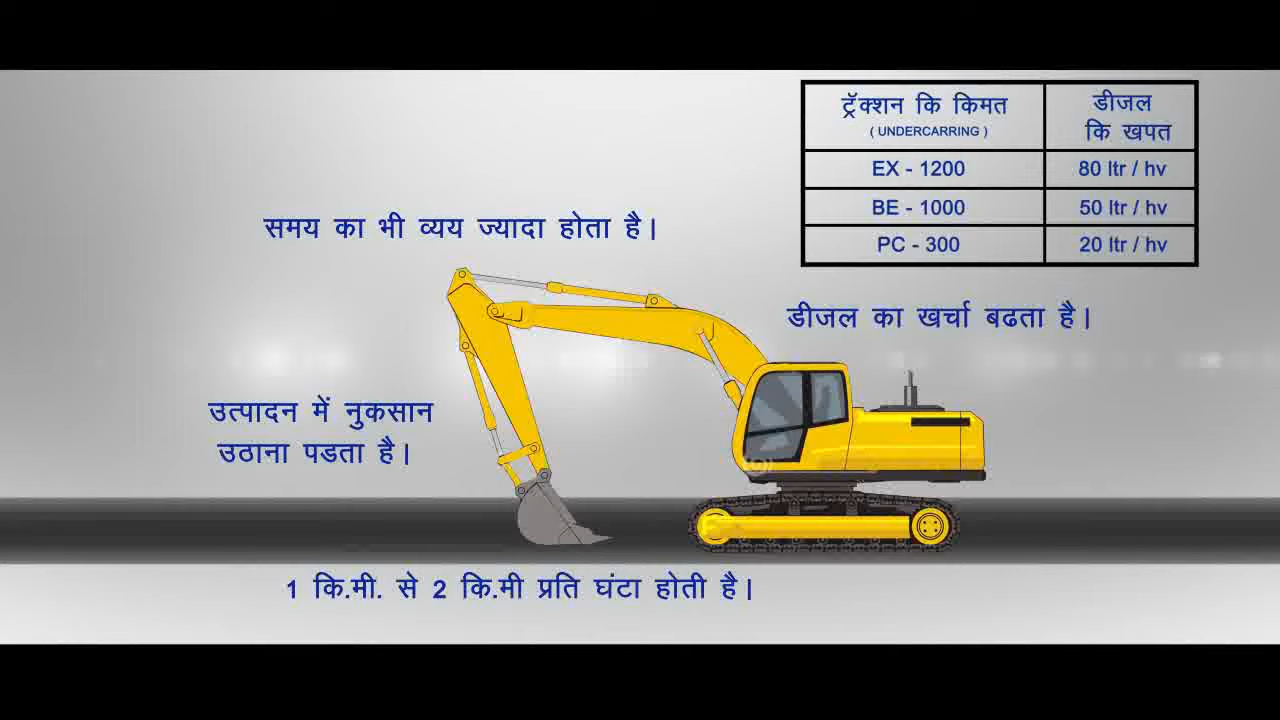 ट्रॅक्शन कि किमत
( UNDERCARRING )
डीजल
कि खपत
EX - 1200
80 ltr / hv
BE - 1000
50 ltr / hv
PC - 300
20 ltr / hv
समय का भी व्यय ज्यादा होता है।
डीजल का खर्चा बढता है।
उत्पादन में नुकसान
उठाना पडता है।
1 कि.मी. से 2 कि.मी प्रति घंटा होती है।